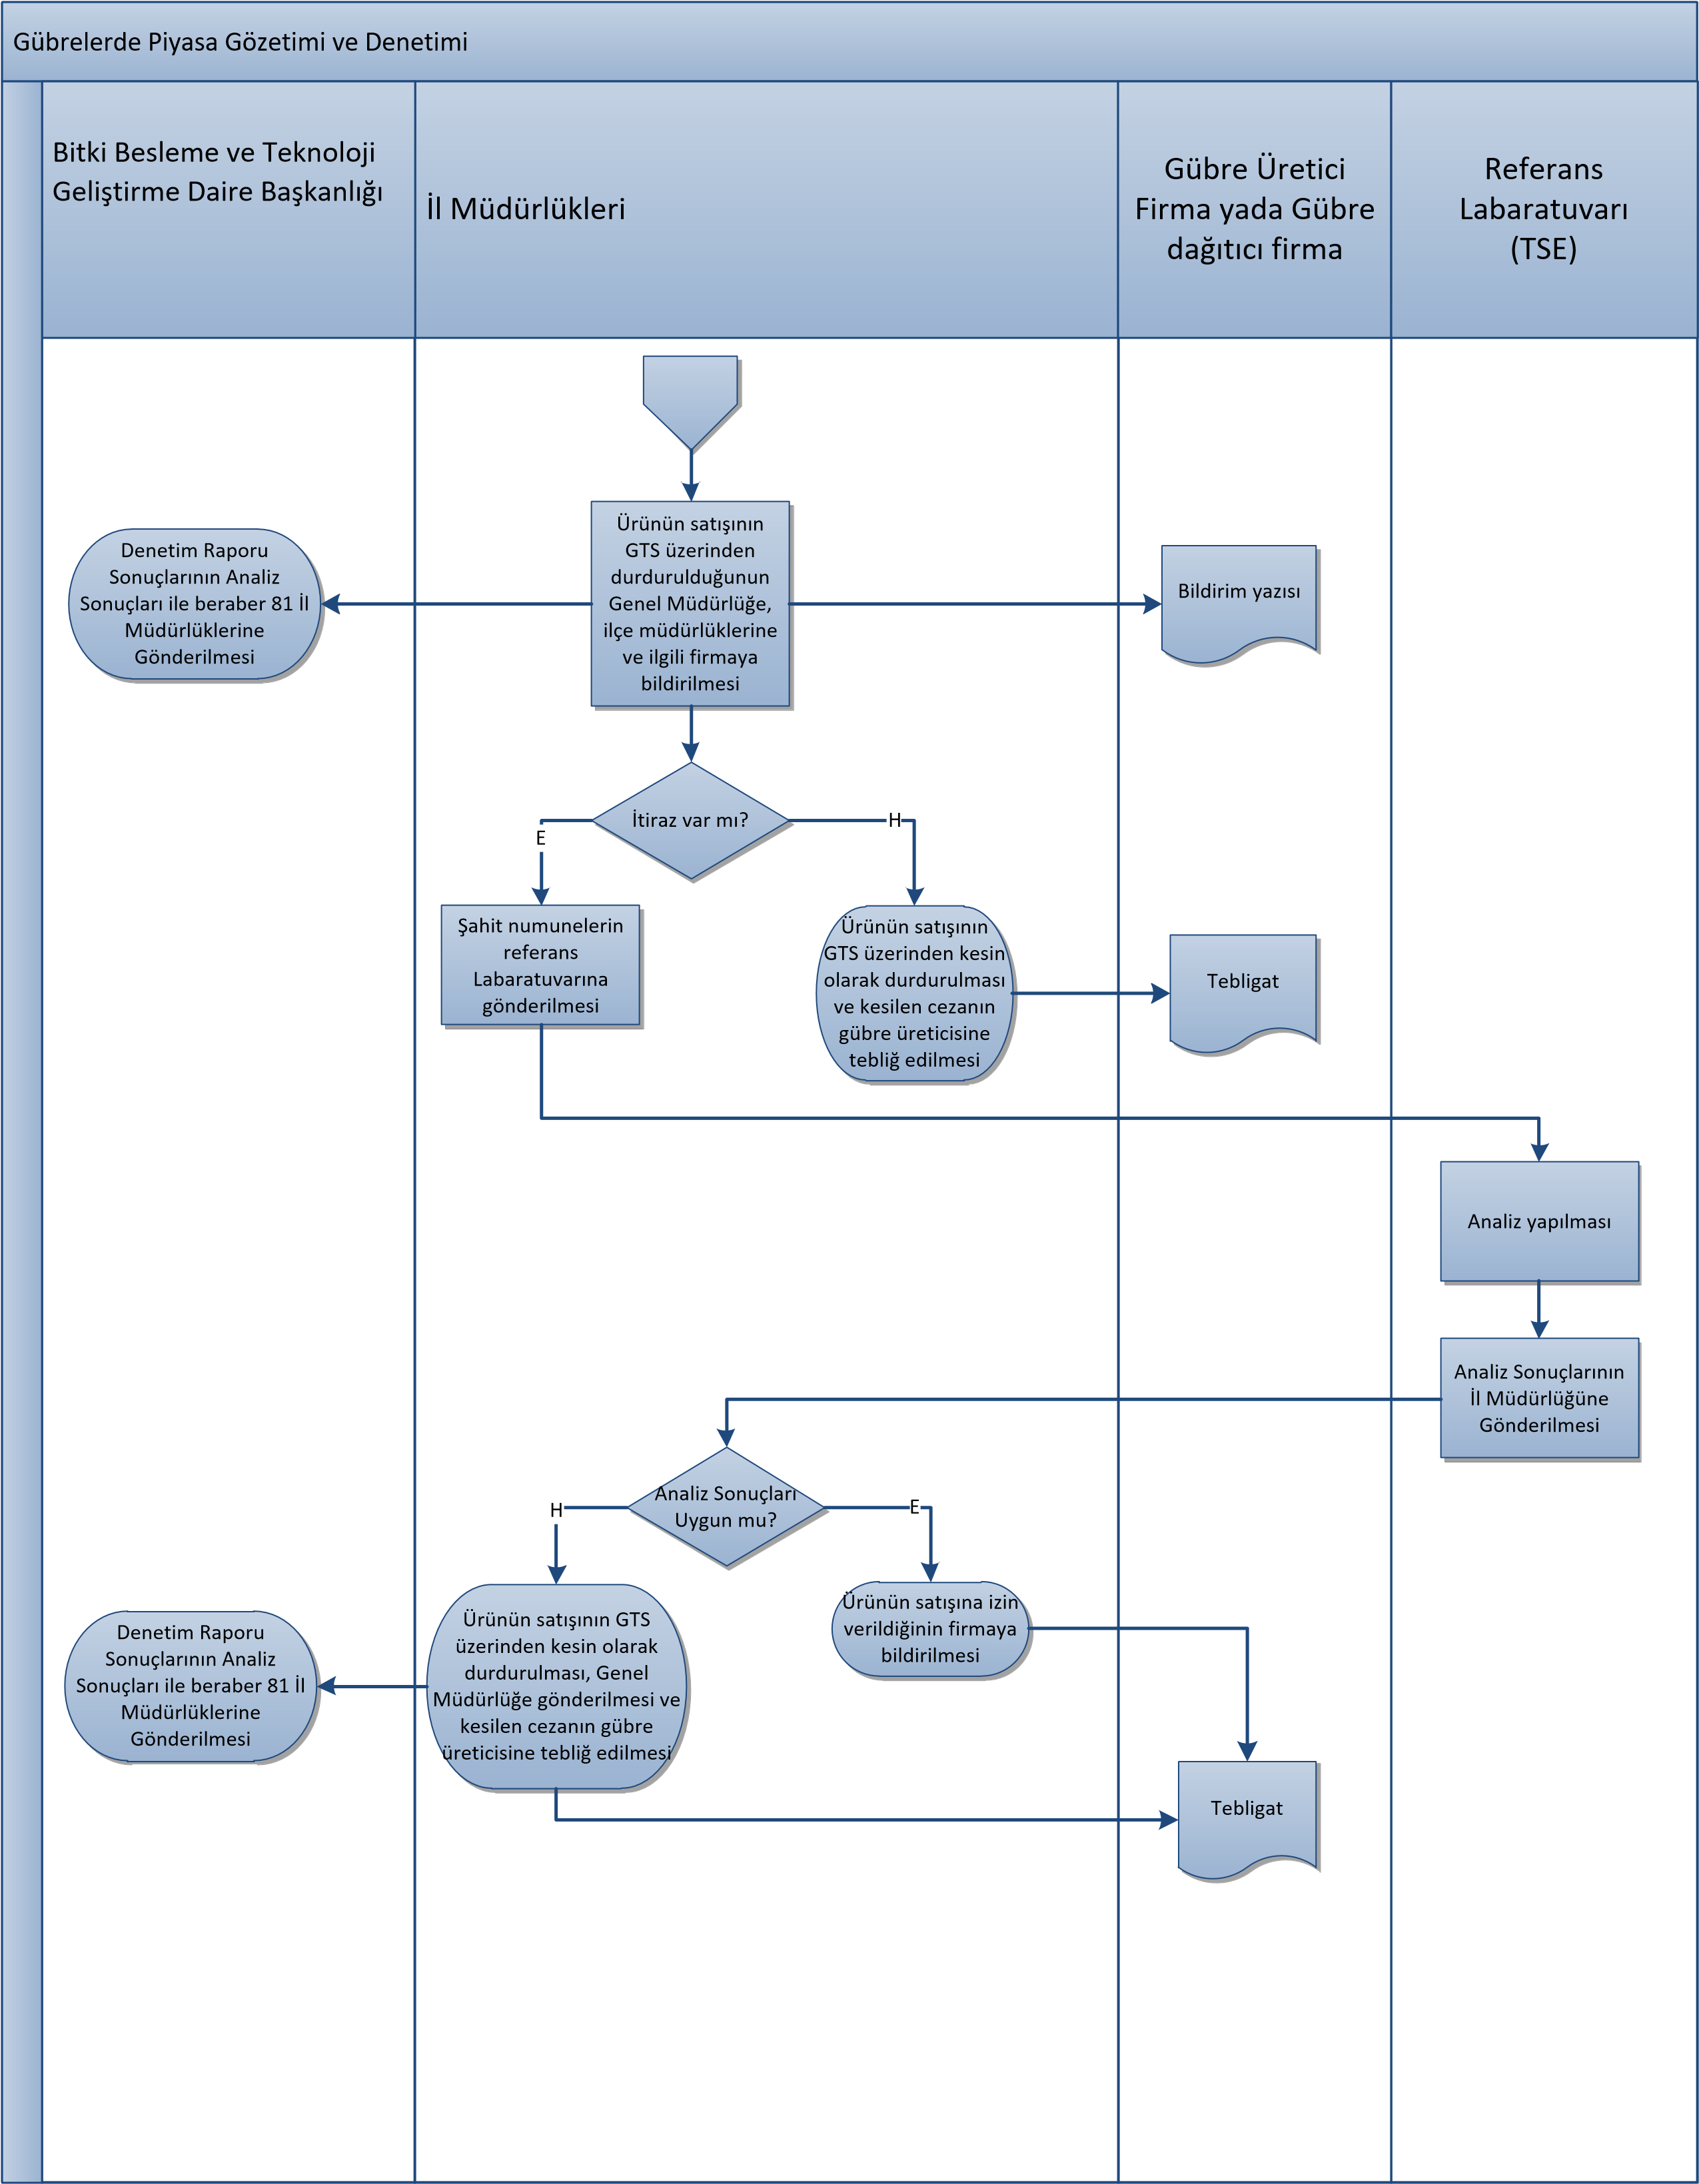 Gübrelerde Piyasa Gözetimi ve Denetimi
Bitki Besleme ve Teknoloji
Geliştirme Daire Başkanlığı
İl Müdürlükleri
Gübre Üretici
Firma yada Gübre
dağıtıcı firma
Referans
Labaratuvarı
(TSE)
Ürünün satışının
GTS üzerinden
durdurulduğunun
Genel Müdürlüğe,
ilçe müdürlüklerine
ve ilgili firmaya
bildirilmesi
Denetim Raporu
Sonuçlarının Analiz
Sonuçları ile beraber 81 İl
Müdürlüklerine
Gönderilmesi
Bildirim yazısı
İtiraz var mı?
E
H
Şahit numunelerin
referans
Labaratuvarına
gönderilmesi
Ürünün satışının
GTS üzerinden kesin
olarak durdurulması
ve kesilen cezanın
gübre üreticisine
tebliğ edilmesi
Tebligat
Analiz yapılması
Analiz Sonuçlarının
İl Müdürlüğüne
Gönderilmesi
Analiz Sonuçları
Uygun mu?
H
E
Ürünün satışının GTS
üzerinden kesin olarak
durdurulması, Genel
Müdürlüğe gönderilmesi ve
kesilen cezanın gübre
üreticisine tebliğ edilmesi
Ürünün satışına izin
verildiğinin firmaya
bildirilmesi
Denetim Raporu
Sonuçlarının Analiz
Sonuçları ile beraber 81 İl
Müdürlüklerine
Gönderilmesi
Tebligat